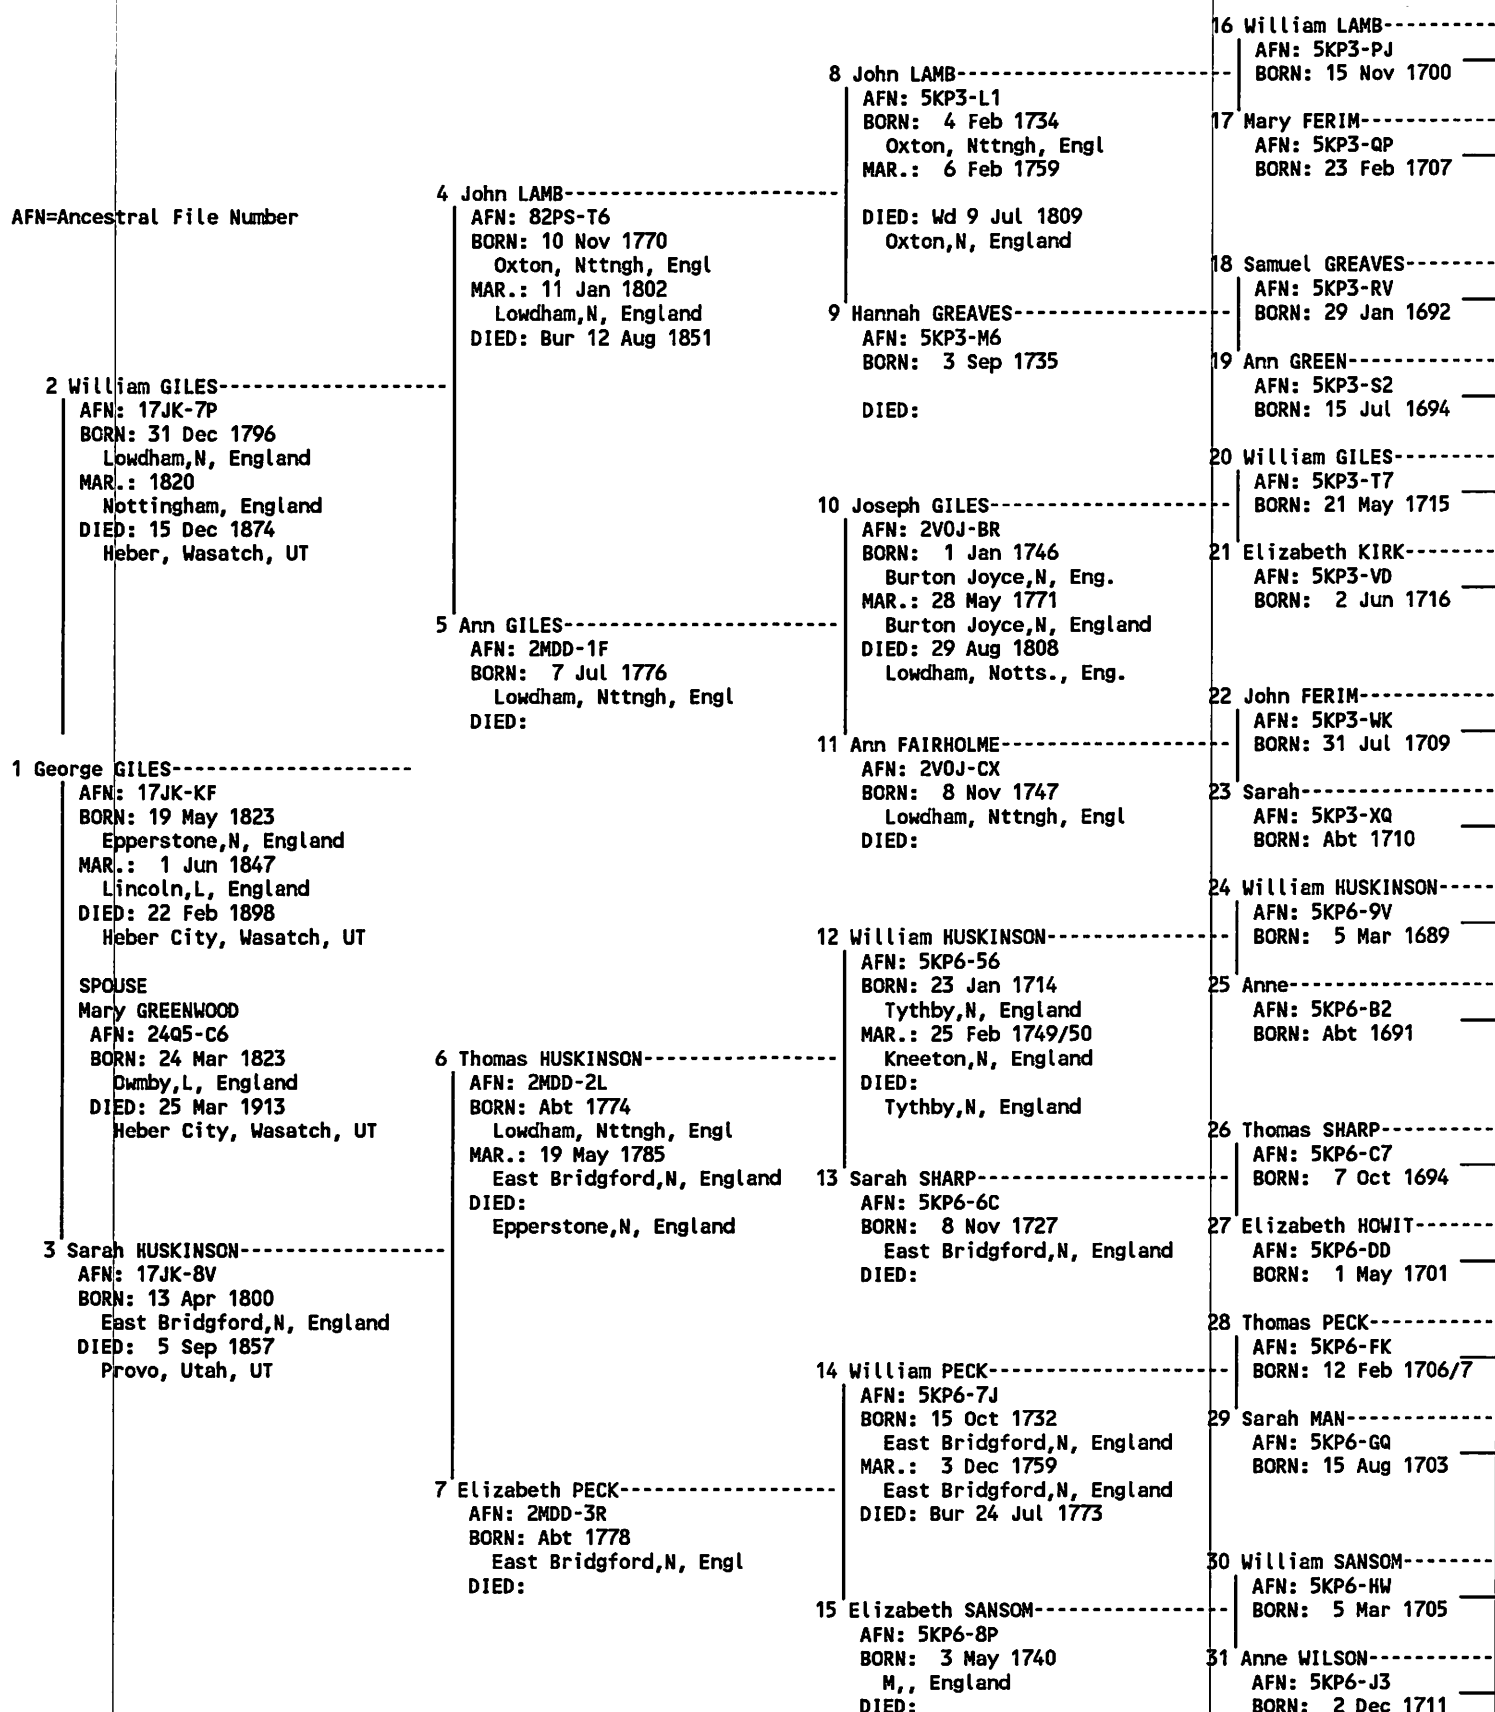 AFN=Ancestral File Number
1 George GILES
AFN: 17JK-KF
BORN: 19 May 1823
Epperstone,N, England
MAR.: 1 Jun 1847
Lincoln,L, England
DIED: 22 Feb 1898
Heber City, Wasatch, UT
SPOUSE
Mary GREENWOOD
AFN: 24Q5-C6
BORN: 24 Mar 1823
Owmby,L, England
DIED: 25 Mar 1913
Heber City, Wasatch, UT
2 William GILES
AFN: 17JK-7P
BORN: 31 Dec 1796
Lowdham,N, England
MAR.: 1820
Nottingham, England
DIED: 15 Dec 1874
Heber, Wasatch, UT
3 Sarah HUSKINSON
AFN: 17JK-8V
BORN: 13 Apr 1800
East Bridgford,N, England
DIED: 5 Sep 1857
Provo, Utah, UT
4 John LAMB
AFN: 82PS-T6
BORN: 10 Nov 1770
Oxton, Nttngh, Engl
MAR.: 11 Jan 1802
Lowdham,N, England
DIED: Bur 12 Aug 1851
5 Ann GILES
AFN: 2MDD-1F
BORN: 7 Jul 1776
Lowdham, Nttngh, Engl
DIED:
6 Thomas HUSKINSON
AFN: 2MDD-2L
BORN: Abt 1774
Lowdham, Nttngh, Engl
MAR.: 19 May 1785
East Bridgford,N, England
DIED:
Epperstone,N, England
7 Elizabeth PECK
AFN: 2MDD-3R
BORN: Abt 1778
East Bridgford,N, Engl
DIED:
8 John LAMB
AFN: 5KP3-L1
BORN: 4 Feb 1734
Oxton, Nttngh, Engl
MAR.: 6 Feb 1759
DIED: Wd 9 Jul 1809
Oxton,N, England
9 Hannah GREAVES
AFN: 5KP3-M6
BORN: 3 Sep 1735
DIED:
10 Joseph GILES
AFN: 2V0J-BR
BORN: 1 Jan 1746
Burton Joyce,N, Eng.
MAR.: 28 May 1771
Burton Joyce,N, England
DIED: 29 Aug 1808
Lowdham, Notts., Eng.
11 Ann FAIRHOLME
AFN: 2V0J-CX
BORN: 8 Nov 1747
Lowdham, Nttngh, Engl
DIED:
12 William HUSKINSON
AFN: 5KP6-56
BORN: 23 Jan 1714
Tythby,N, England
MAR.: 25 Feb 1749/50
Kneeton,N, England
DIED:
Tythby,N, England
13 Sarah SHARP
AFN: 5KP6-6C
BORN: 8 Nov 1727
East Bridgford,N, England
DIED:
14 William PECK
AFN: 5KP6-7J
BORN: 15 Oct 1732
East Bridgford,N, England
MAR.: 3 Dec 1759
East Bridgford,N, England
DIED: Bur 24 Jul 1773
15 Elizabeth SANSOM
AFN: 5KP6-8P
BORN: 3 May 1740
M,, England
DIED:
16 William LAMB
AFN: 5KP3-PJ
BORN: 15 Nov 1700
17 Mary FERIM
AFN: 5KP3-QP
BORN: 23 Feb 1707
18 Samuel GREAVES
AFN: 5KP3-RV
BORN: 29 Jan 1692
19 Ann GREEN
AFN: 5KP3-S2
BORN: 15 Jul 1694
20 William GILES
AFN: 5KP3-T7
BORN: 21 May 1715
21 Elizabeth KIRK
AFN: 5KP3-VD
BORN: 2 Jun 1716
22 John FERIM
AFN: 5KP3-WK
BORN: 31 Jul 1709
23 Sarah
AFN: 5KP3-XQ
BORN: Abt 1710
24 William HUSKINSON
AFN: 5KP6-9V
BORN: 5 Mar 1689
25 Anne
AFN: 5KP6-B2
BORN: Abt 1691
26 Thomas SHARP
AFN: 5KP6-C7
BORN: 7 Oct 1694
27 Elizabeth HOWIT
AFN: 5KP6-DD
BORN: 1 May 1701
28 Thomas PECK
AFN: 5KP6-FK
BORN: 12 Feb 1706/7
29 Sarah MAN
AFN: 5KP6-GQ
BORN: 15 Aug 1703
30 William SANSOM
AFN: 5KP6-HW
BORN: 5 Mar 1705
31 Anne WILSON
AFN: 5KP6-J3
BORN: 2 Dec 1711